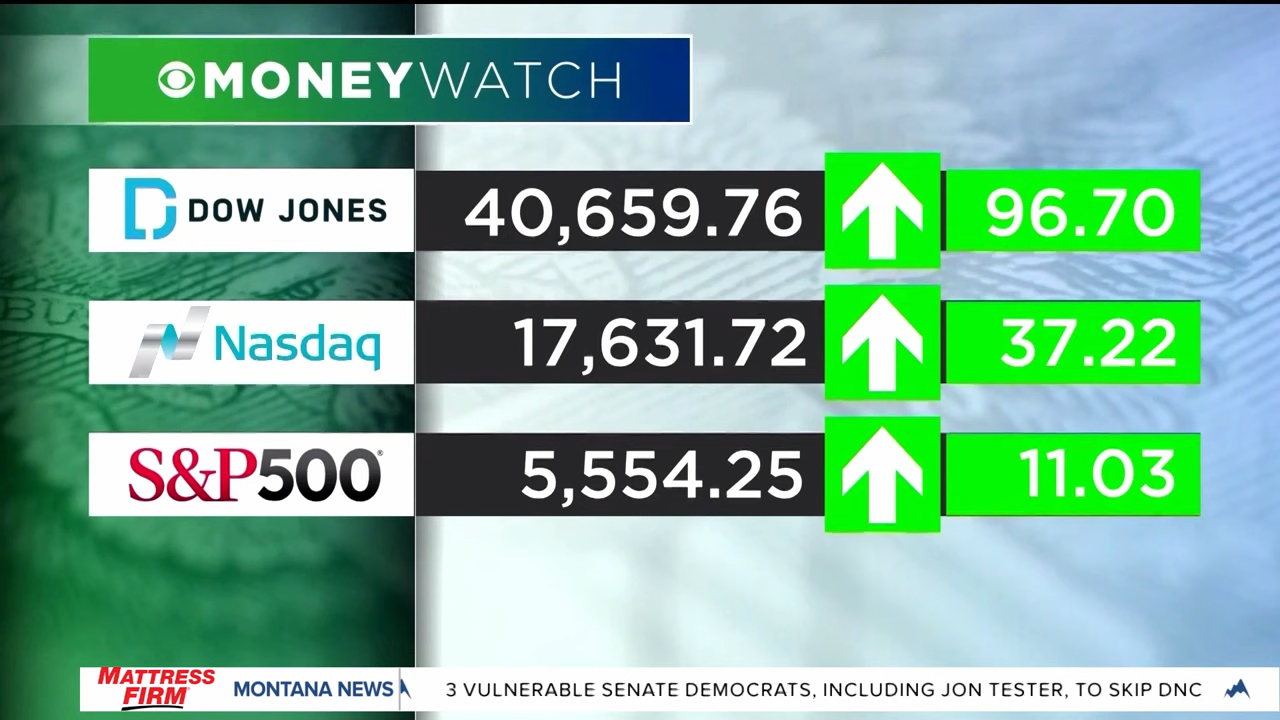 MONEYWATCH
DOW JONES 40,659.76 96.70
Nasdaq 17,631.72 37.22
S&P500® 5,554.25 11.03
MATTRESS FIRM MONTANA NEWS 3 VULNERABLE SENATE DEMOCRATS, INCLUDING JON TESTER, TO SKIP DNC